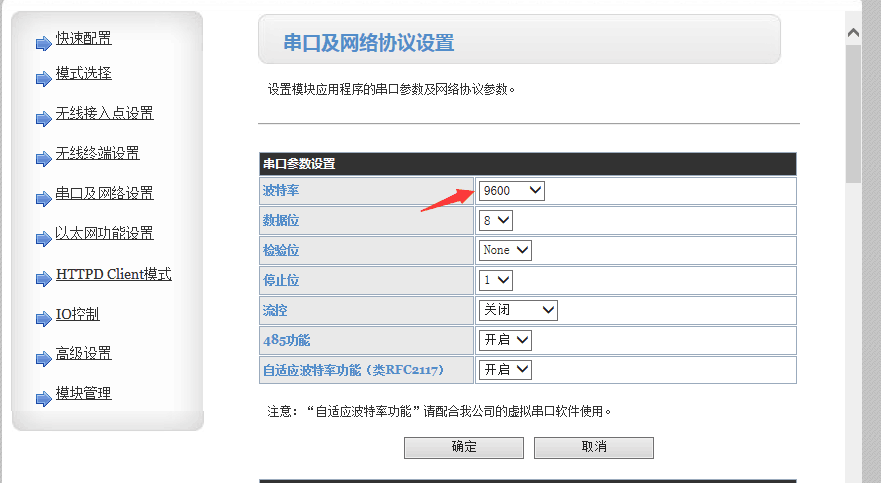 快速配置
模式选择
无线接入点设置
无线终端设置
串口及网络设置
以太网功能设置
HTTPD Client模式
IO控制
高级设置
模块管理
串口及网络协议设置
设置模块应用程序的串口参数及网络协议参数。
串口参数设置
波特率 9600
数据位 8
检验位 None
停止位 1
流控 关闭
485功能 开启
自适应波特率功能（类RFC2117） 开启
注意：“自适应波特率功能”请配合我公司的虚拟串口软件使用。
确定 取消